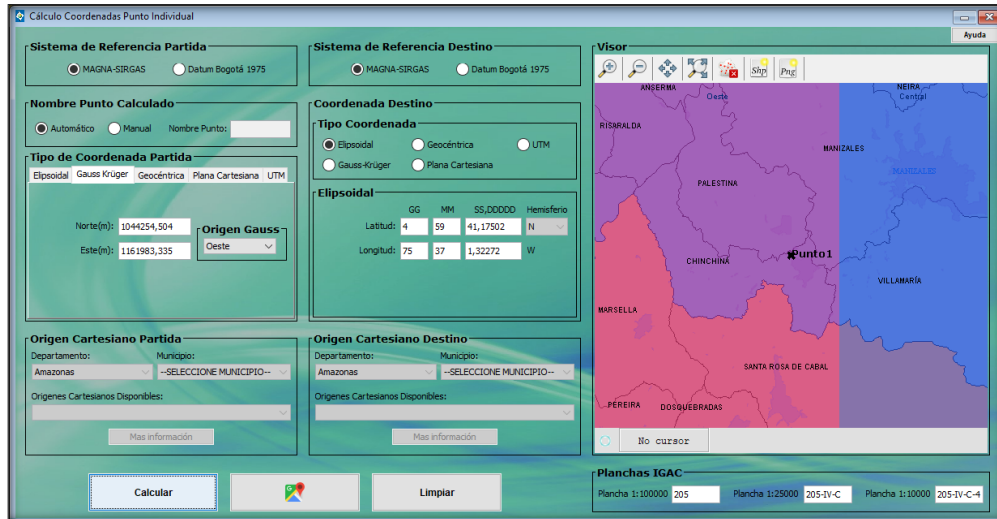 Cálculo Coordenadas Punto Individual
Ayuda
Sistema de Referencia Partida
MAGNA-SIRGAS Datum Bogotá 1975
Nombre Punto Calculado
Automático Manual Nombre Punto:
Tipo de Coordenada Partida
Elipsoidal Gauss Krüger Geocéntrica Plana Cartesiana UTM
Norte(m): 1044254,504
Este(m): 1161983,335
Origen Gauss
Oeste
Origen Cartesiano Partida
Departamento: Municipio:
Amazonas --SELECCIONE MUNICIPIO--
Origenes Cartesianos Disponibles:
Mas información
Calcular
Limpiar
Sistema de Referencia Destino
MAGNA-SIRGAS Datum Bogotá 1975
Coordenada Destino
Tipo Coordenada
Elipsoidal Geocéntrica UTM
Gauss-Krüger Plana Cartesiana
Elipsoidal
GG MM SS,DDDDD Hemisferio
Latitud: 4 59 41,17502 N
Longitud: 75 37 1,32272 W
Origen Cartesiano Destino
Departamento: Municipio:
Amazonas --SELECCIONE MUNICIPIO--
Origenes Cartesianos Disponibles:
Mas información
Visor
Shp Png
ANSERMA
Oeste
NEIRA
Central
RISARALDA
MANIZALES
MANIZALES
PALESTINA
CHINCHINÁ
Punto1
VILLAMARÍA
MARSELLA
SANTA ROSA DE CABAL
PEREIRA
DOSQUEBRADAS
No cursor
Planchas IGAC
Plancha 1:100000 205 Plancha 1:25000 205-IV-C Plancha 1:10000 205-IV-C-4